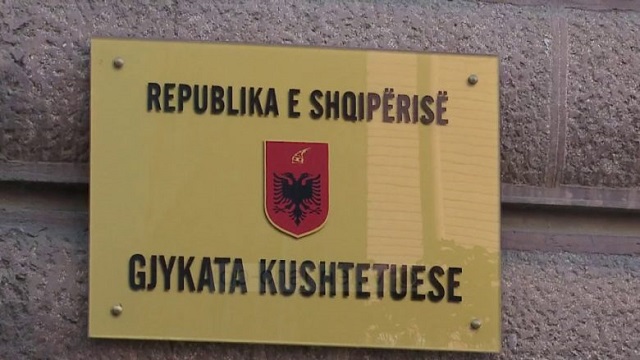 REPUBLIKA E SHQIPËRISË
GJYKATA KUSHTETUESE